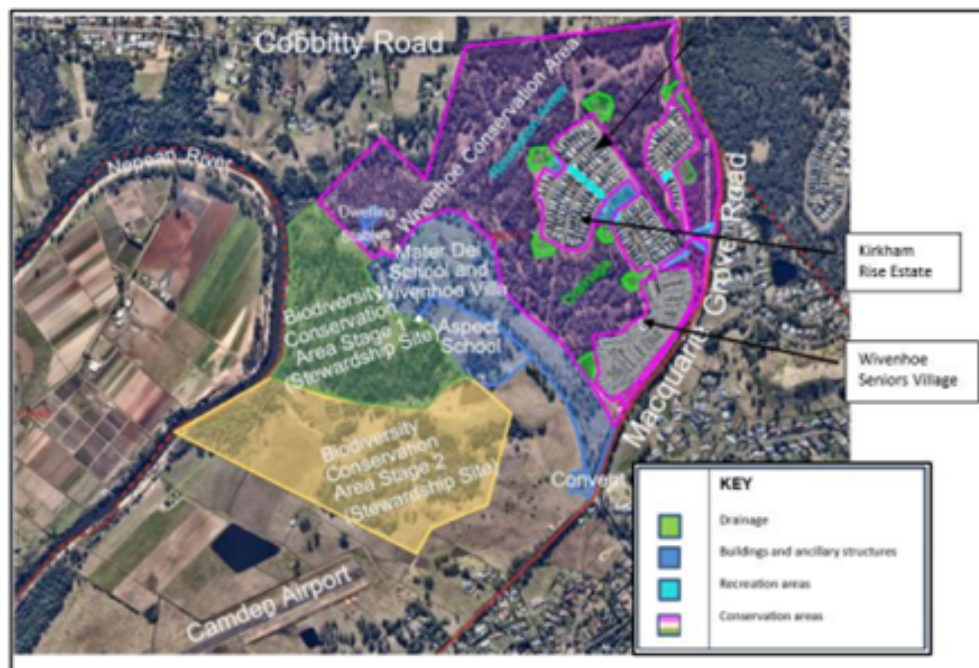 Cobbitty Road
Wivenhoe Conservation Area
Recreation Areas
Nepean River
Dwelling
Mater Dei
School and
Wivenhoe Villa
Biodiversity
Conservation
Area Stage 1
(Stewardship Site)
Aspect
School
Macquarie Grove Road
Kirkham
Rise Estate
Wivenhoe
Seniors Village
Biodiversity
Conservation
Area Stage 2
(Stewardship Site)
Convent
Camden Airport
KEY
Drainage
Buildings and ancillary structures
Recreation areas
Conservation areas